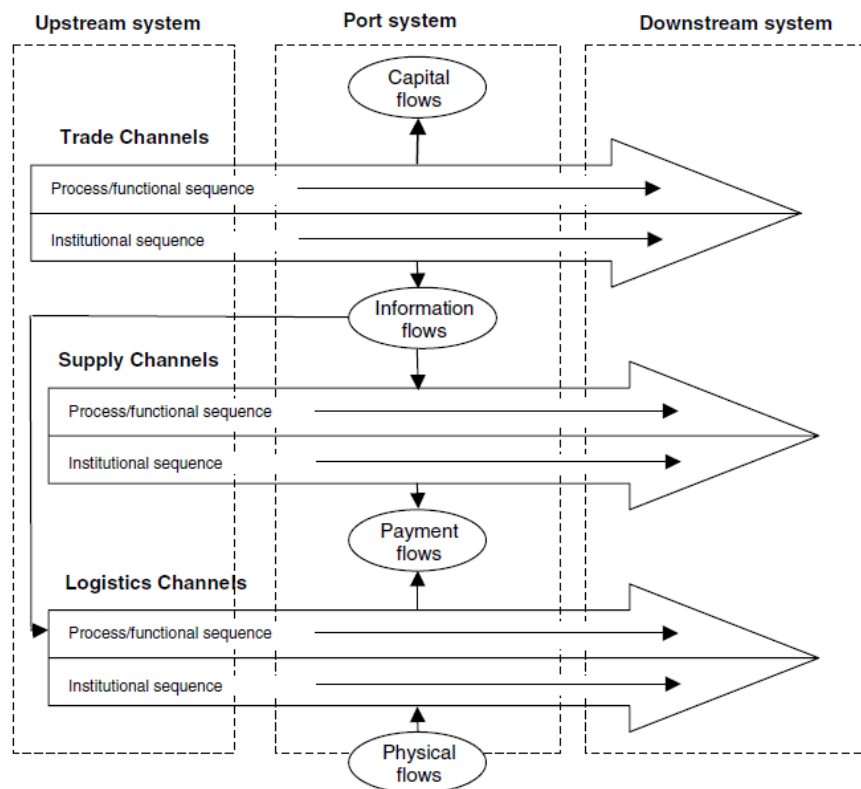 Upstream system
Port system
Downstream system
Capital
flows
Trade Channels
Process/functional sequence
Institutional sequence
Information
flows
Supply Channels
Process/functional sequence
Institutional sequence
Payment
flows
Logistics Channels
Process/functional sequence
Institutional sequence
Physical
flows